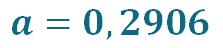 a = 0,2906